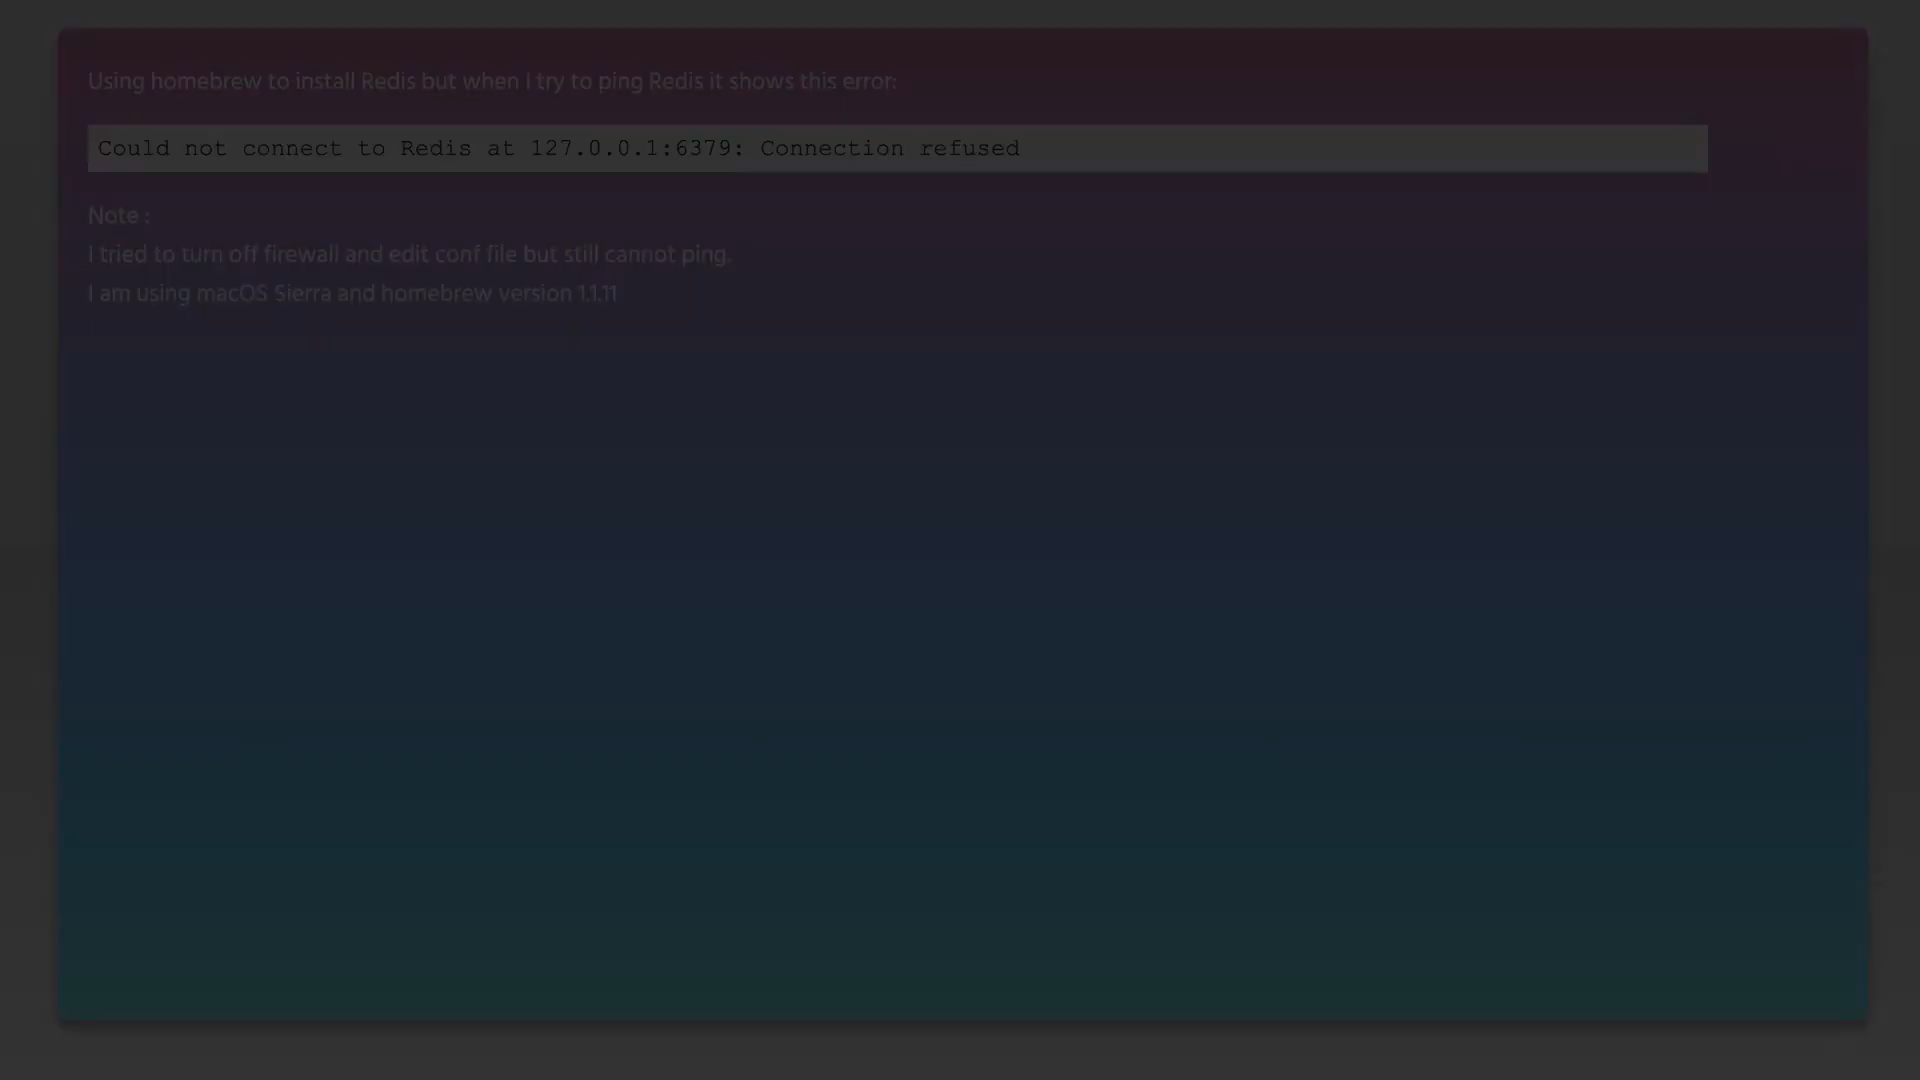 Using homebrew to install Redis but when I try to ping Redis it shows this error:
Could not connect to Redis at 127.0.0.1:6379: Connection refused
Note :
I tried to turn off firewall and edit conf file but still cannot ping.
I am using macOS Sierra and homebrew version 1.1.11